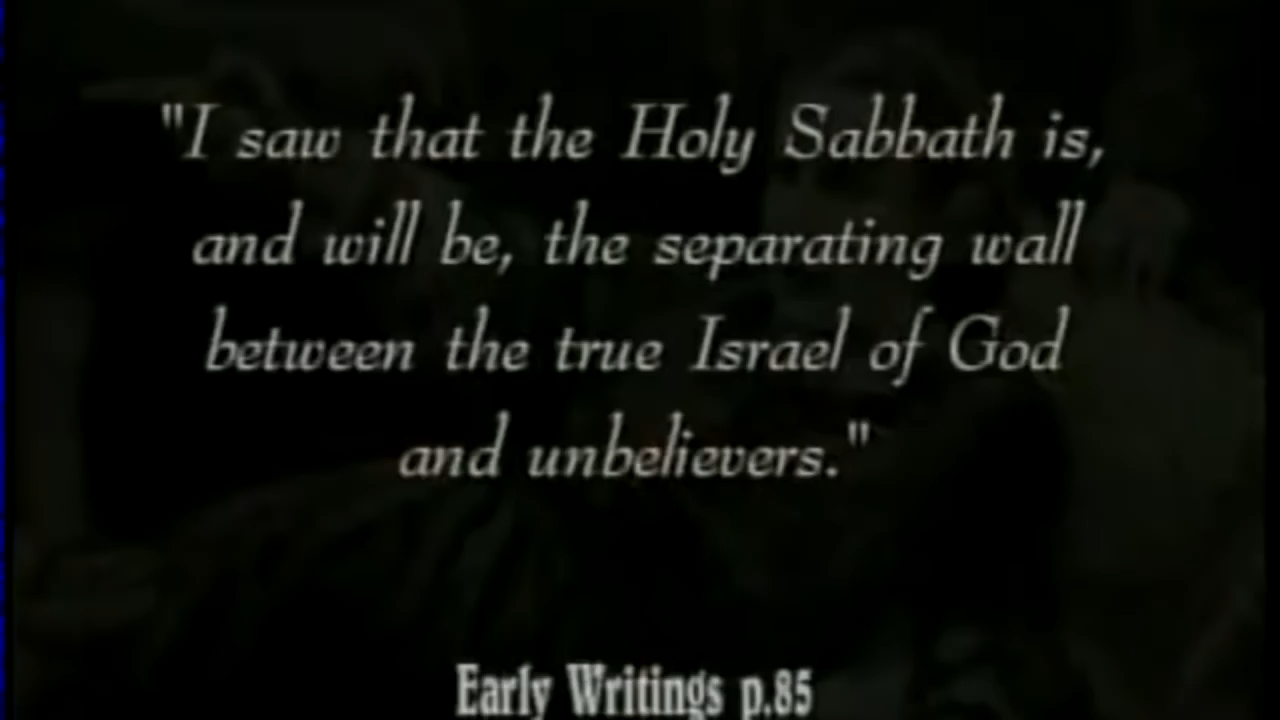 "I saw that the Holy Sabbath is,
and will be, the separating wall
between the true Israel of God
and unbelievers."
Early Writings p.85